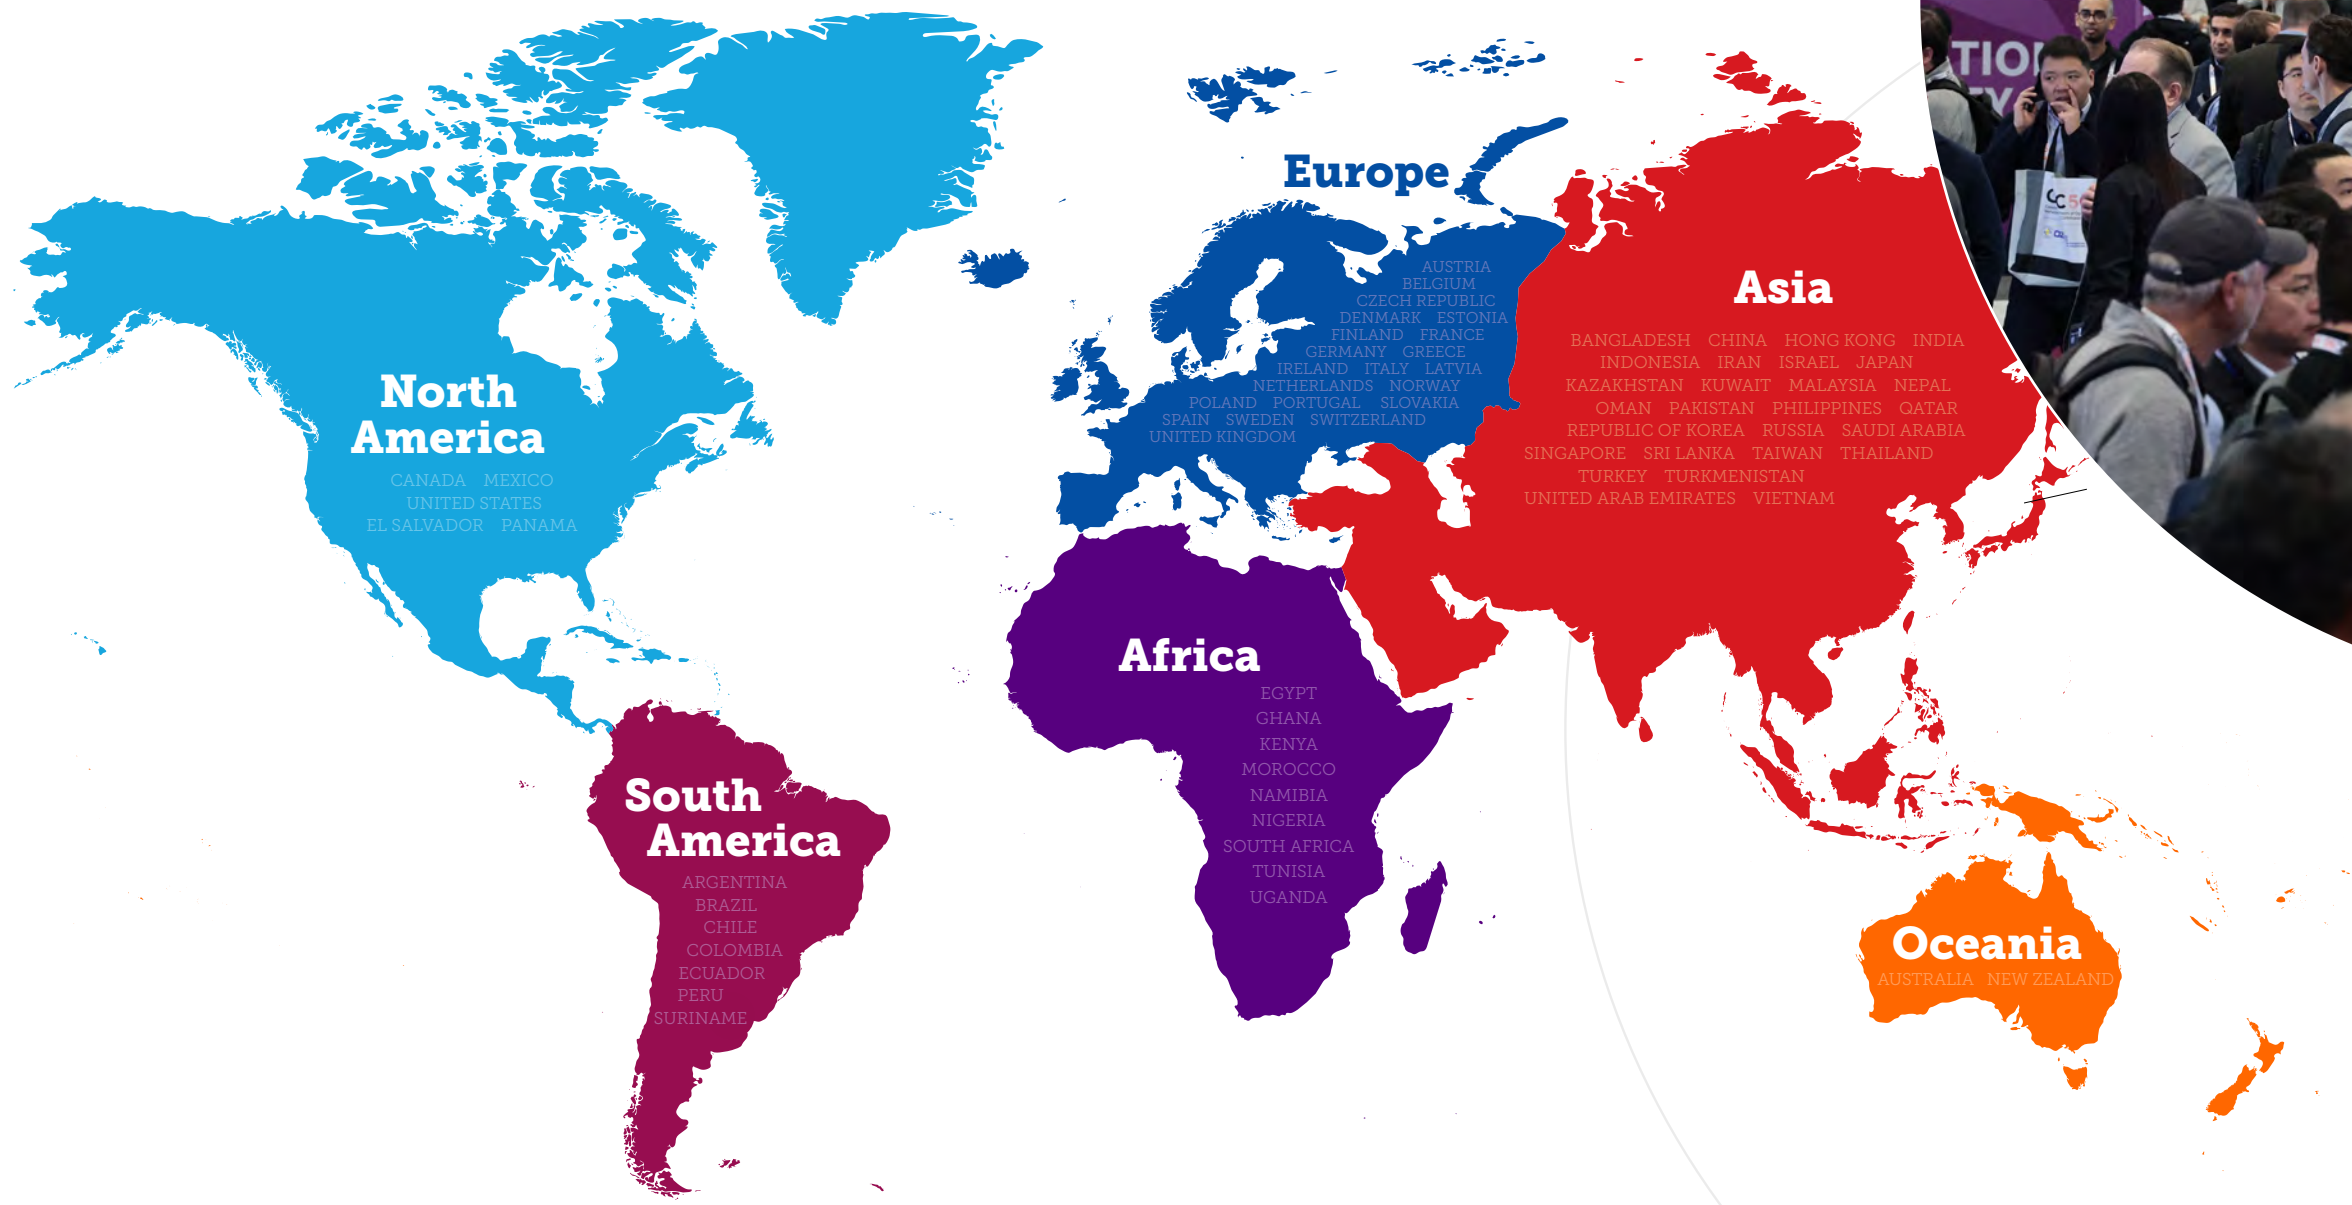 North
America
CANADA MEXICO
UNITED STATES
EL SALVADOR PANAMA
South
America
ARGENTINA
BRAZIL
CHILE
COLOMBIA
ECUADOR
PERU
SURINAME
Europe
AUSTRIA
BELGIUM
CZECH REPUBLIC
DENMARK ESTONIA
FINLAND FRANCE
GERMANY GREECE
IRELAND ITALY LATVIA
NETHERLANDS NORWAY
POLAND PORTUGAL SLOVAKIA
SPAIN SWEDEN SWITZERLAND
UNITED KINGDOM
Africa
EGYPT
GHANA
KENYA
MOROCCO
NAMIBIA
NIGERIA
SOUTH AFRICA
TUNISIA
UGANDA
Asia
BANGLADESH CHINA HONG KONG INDIA
INDONESIA IRAN ISRAEL JAPAN
KAZAKHSTAN KUWAIT MALAYSIA NEPAL
OMAN PAKISTAN PHILIPPINES QATAR
REPUBLIC OF KOREA RUSSIA SAUDI ARABIA
SINGAPORE SRI LANKA TAIWAN THAILAND
TURKEY TURKMENISTAN
UNITED ARAB EMIRATES VIETNAM
Oceania
AUSTRALIA NEW ZEALAND
TIO